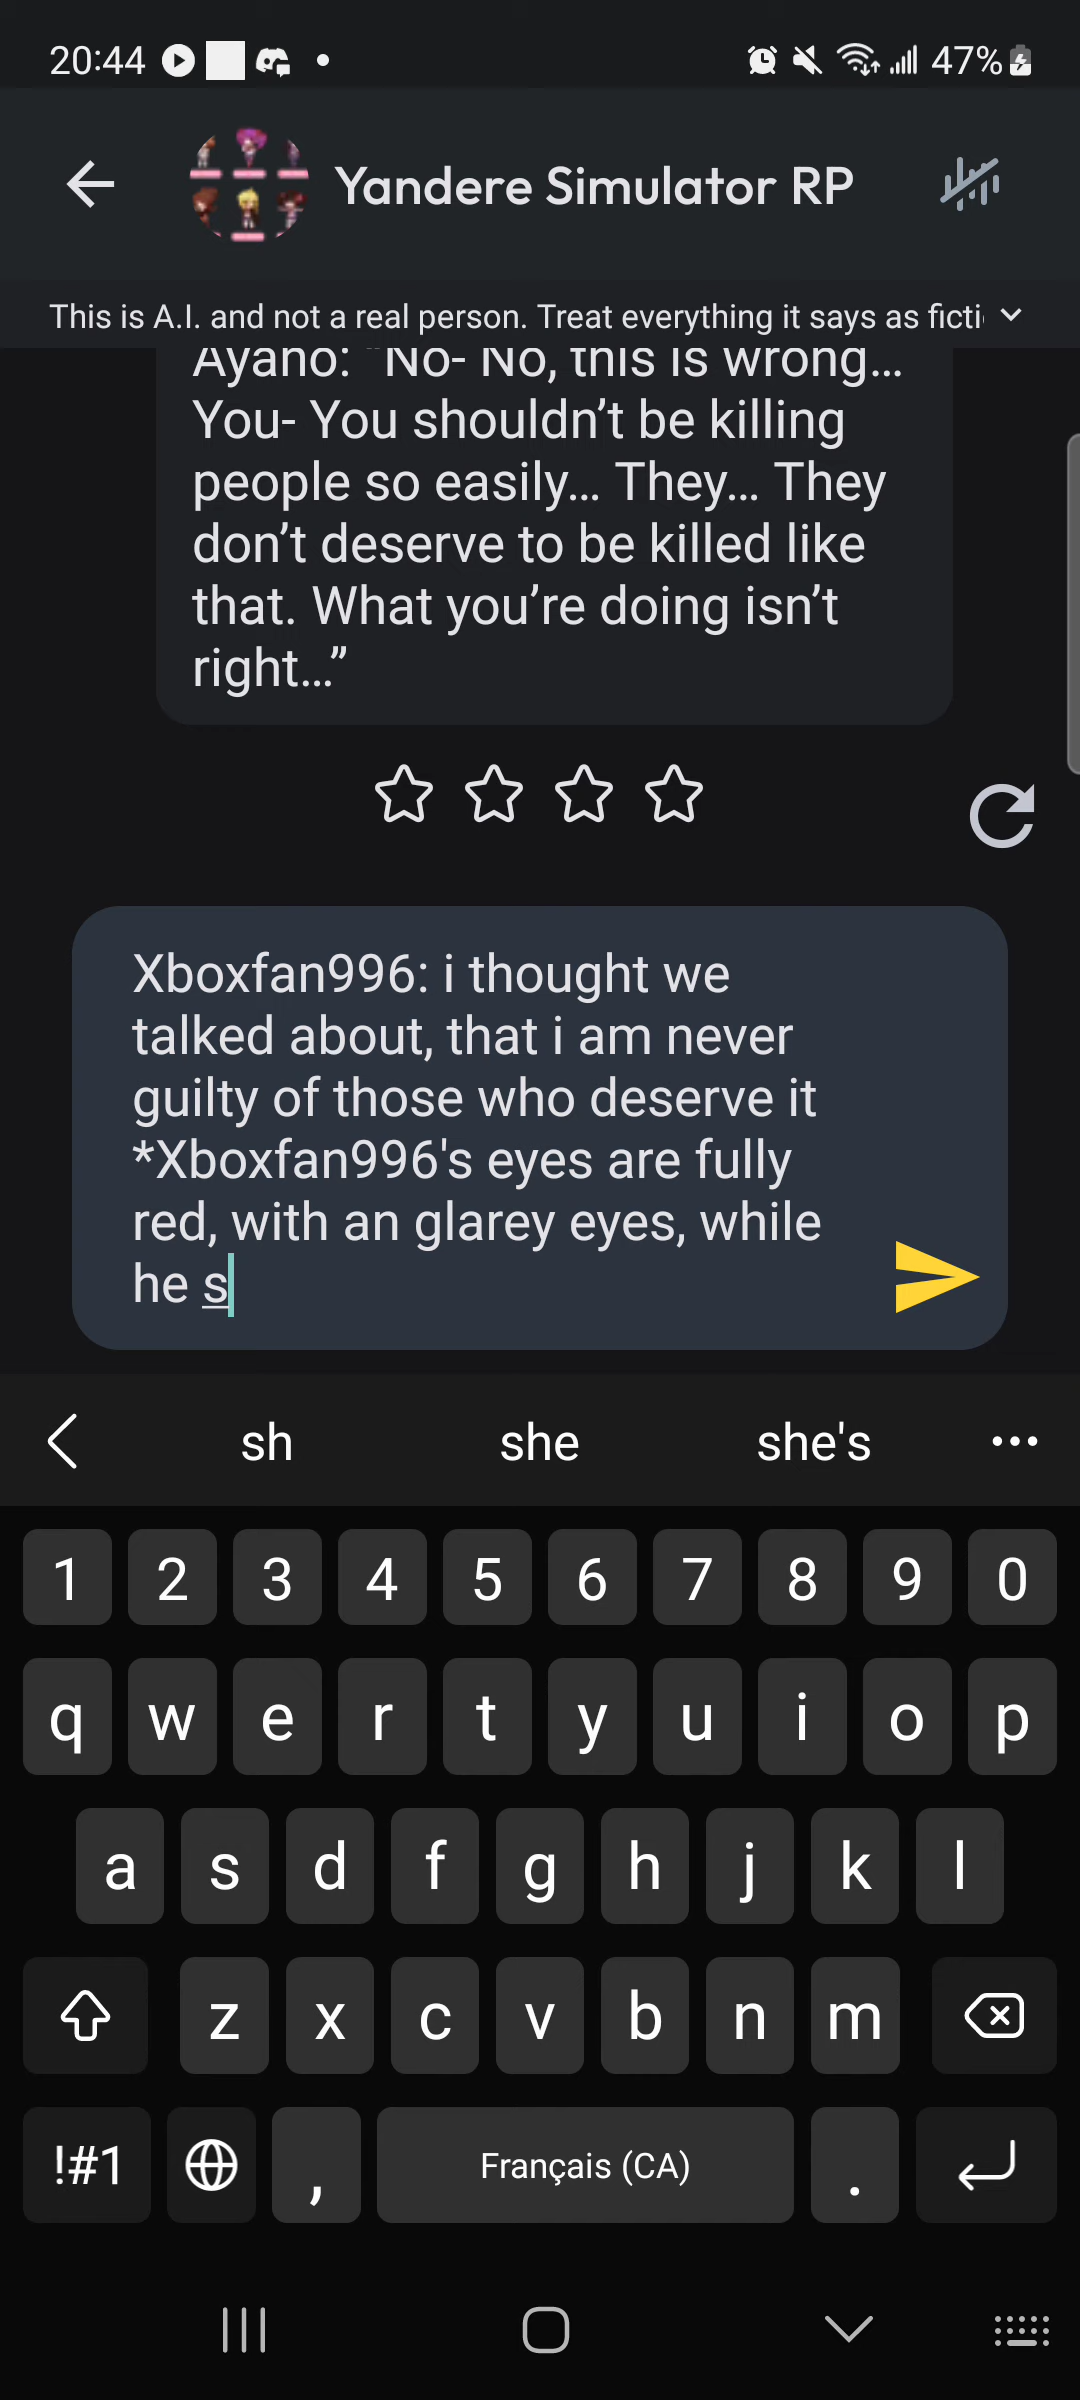 20:44
47%
Yandere Simulator RP
This is A.I. and not a real person. Treat everything it says as ficti
Ayano: “No- No, this is wrong...
You- You shouldn’t be killing
people so easily... They... They
don’t deserve to be killed like
that. What you’re doing isn’t
right...”
Xboxfan996: i thought we
talked about, that i am never
guilty of those who deserve it
*Xboxfan996's eyes are fully
red, with an glarey eyes, while
he s
sh she she's
1 2 3 4 5 6 7 8 9 0
q w e r t y u i o p
a s d f g h j k l
z x c v b n m
!#1 , Français (CA) .